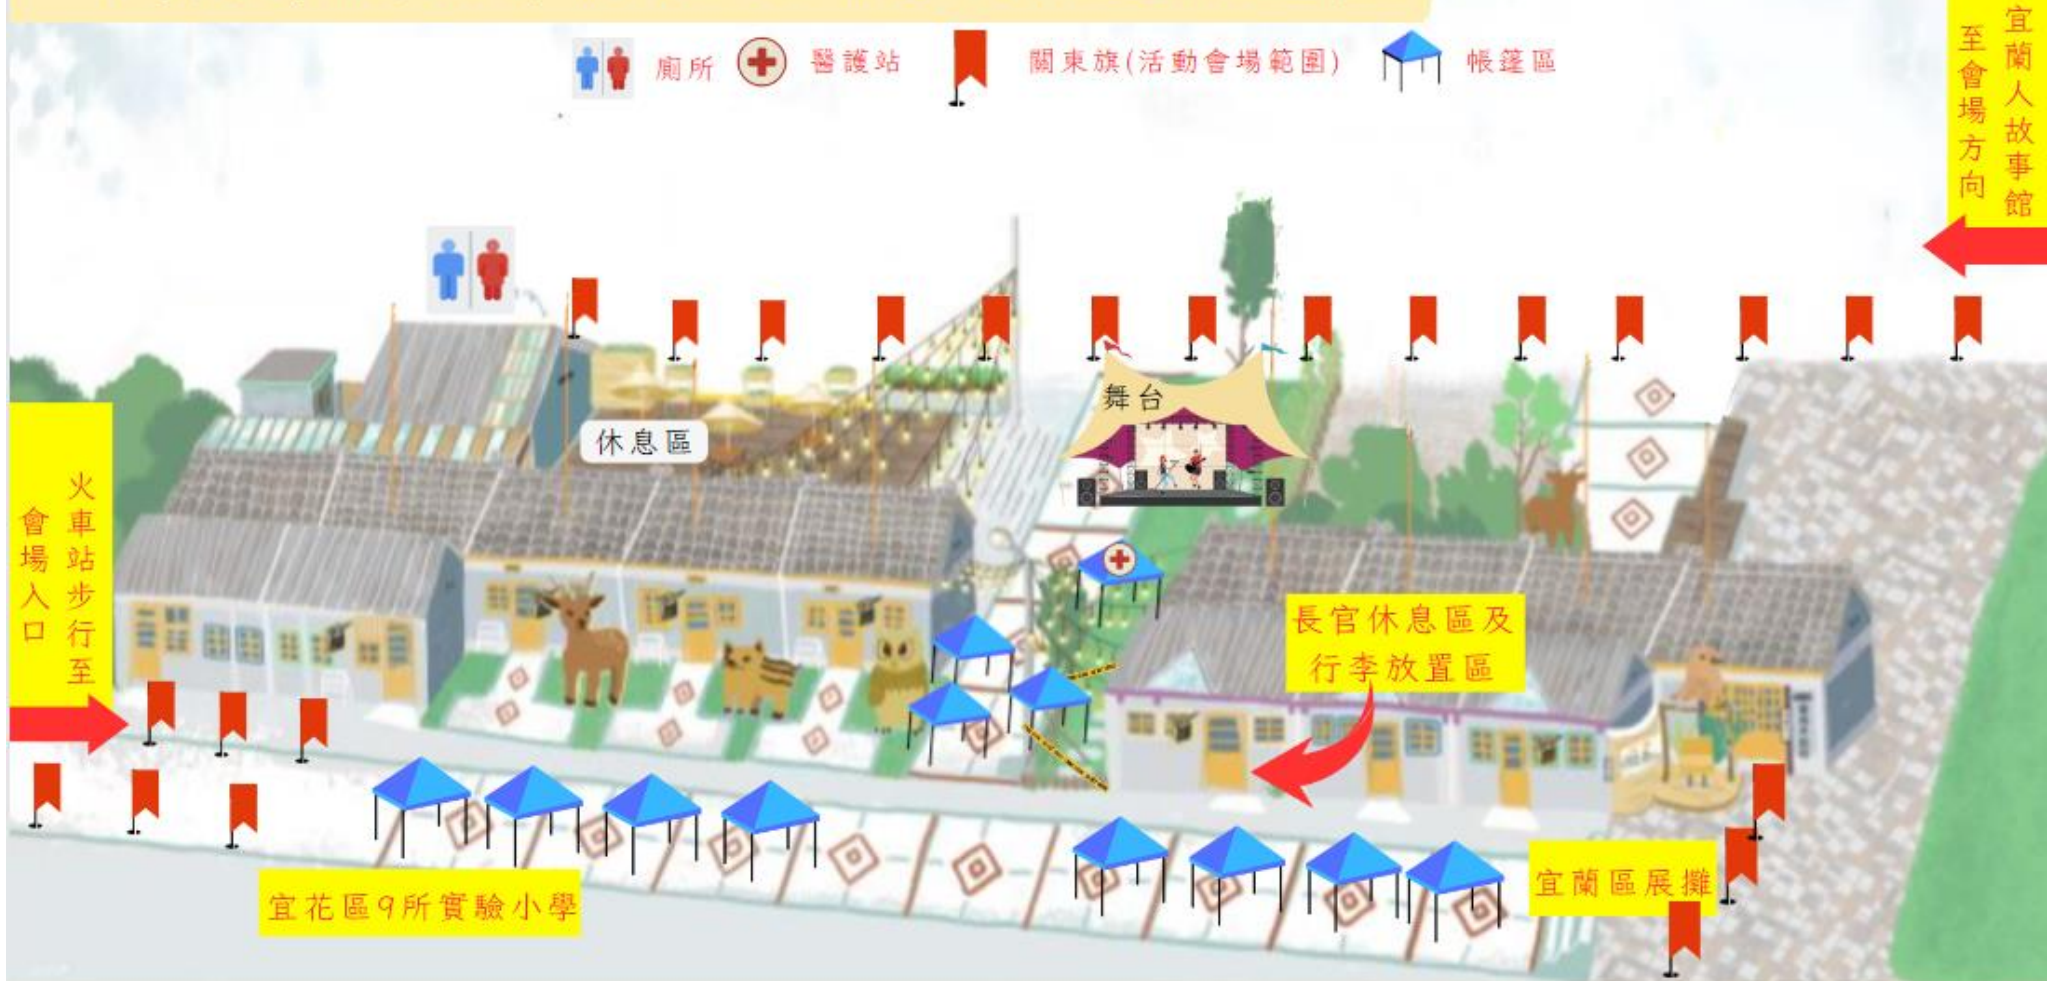 廁所
醫護站
關東旗(活動會場範圍)
帳篷區
宜蘭人故事館
至會場方向
舞台
休息區
火車站步行至
會場入口
長官休息區及
行李放置區
宜花區9所實驗小學
宜蘭區展攤